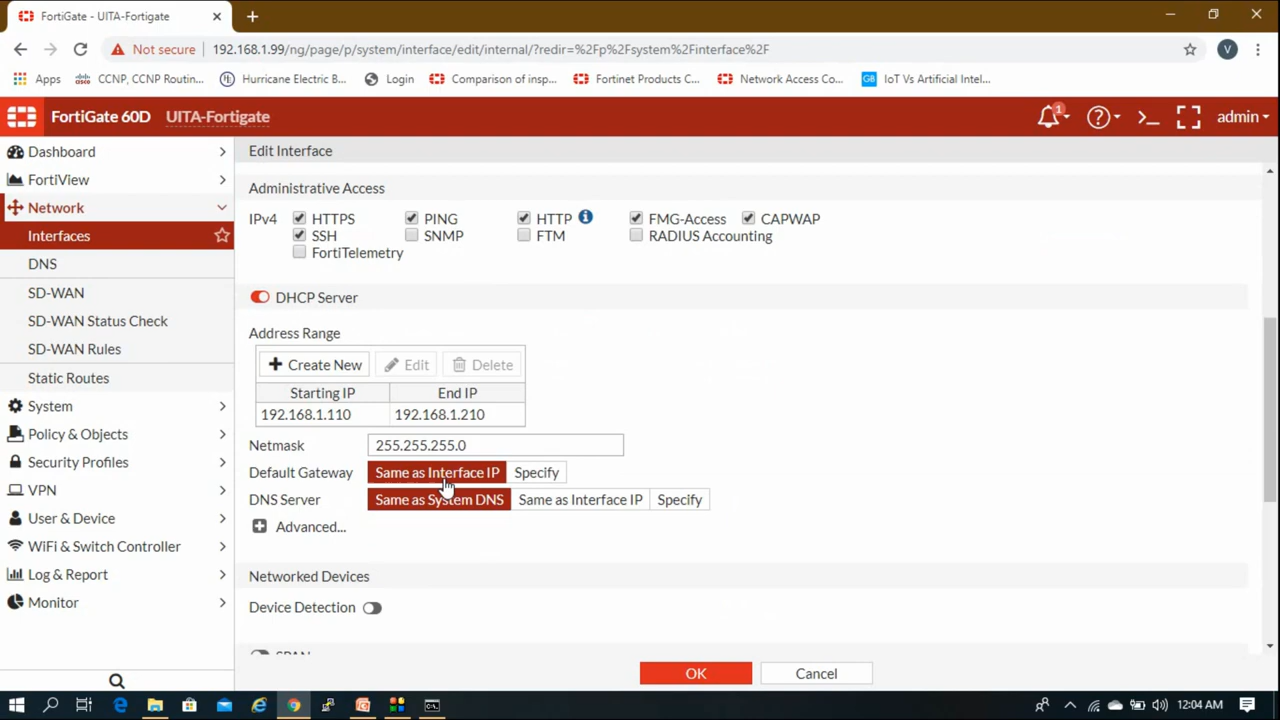 FortiGate - UITA-Fortigate
Not secure 192.168.1.99/ng/page/p/system/interface/edit/internal/?redir=%2Fp%2Fsystem%2Finterface%2F V
Apps CCNP, CCNP Routin... Hurricane Electric B... Login Comparison of insp... Fortinet Products C... Network Access Co... GB IoT Vs Artificial Intel...
FortiGate 60D UITA-Fortigate 1 admin
Dashboard
FortiView
Network
Interfaces
DNS
SD-WAN
SD-WAN Status Check
SD-WAN Rules
Static Routes
System
Policy & Objects
Security Profiles
VPN
User & Device
WiFi & Switch Controller
Log & Report
Monitor
Edit Interface
Administrative Access
IPv4 HTTPS PING HTTP FMG-Access CAPWAP
SSH SNMP FTM RADIUS Accounting
FortiTelemetry
DHCP Server
Address Range
Create New Edit Delete
Starting IP End IP
192.168.1.110 192.168.1.210
Netmask 255.255.255.0
Default Gateway Same as Interface IP Specify
DNS Server Same as System DNS Same as Interface IP Specify
Advanced...
Networked Devices
Device Detection
SPAN
OK Cancel
12:04 AM